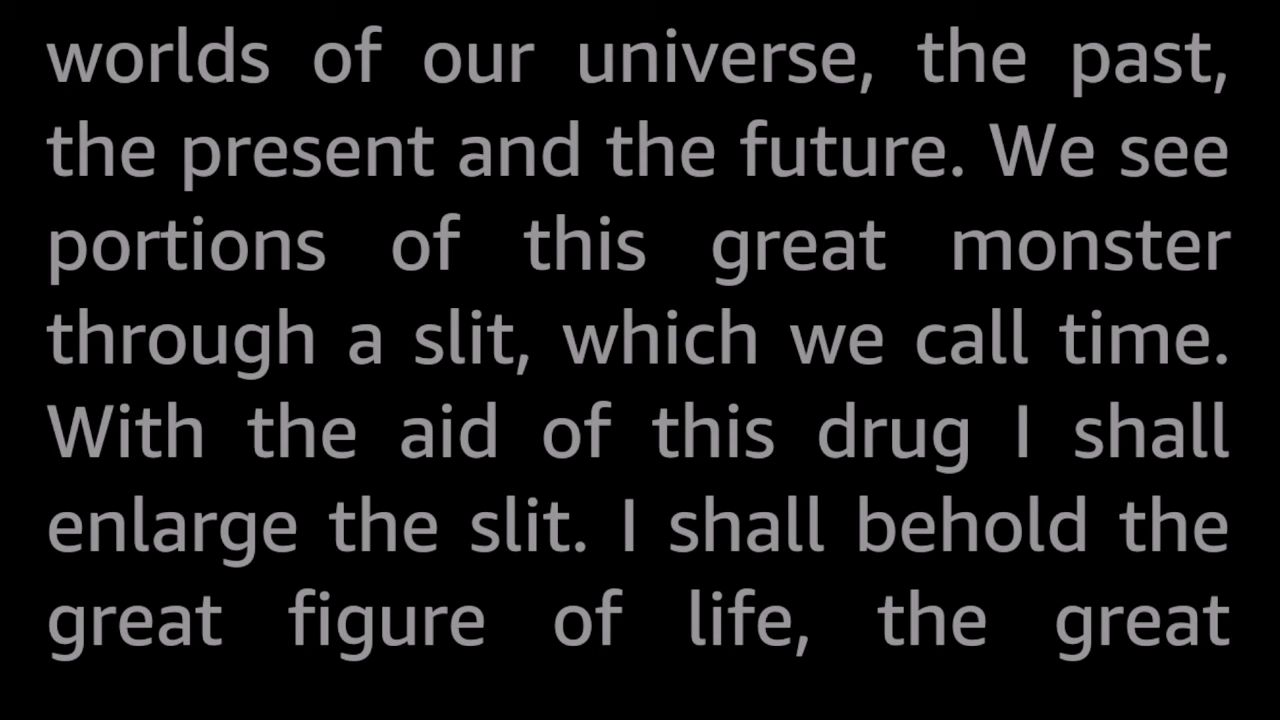 worlds of our universe, the past,
the present and the future. We see
portions of this great monster
through a slit, which we call time.
With the aid of this drug I shall
enlarge the slit. I shall behold the
great figure of life, the great